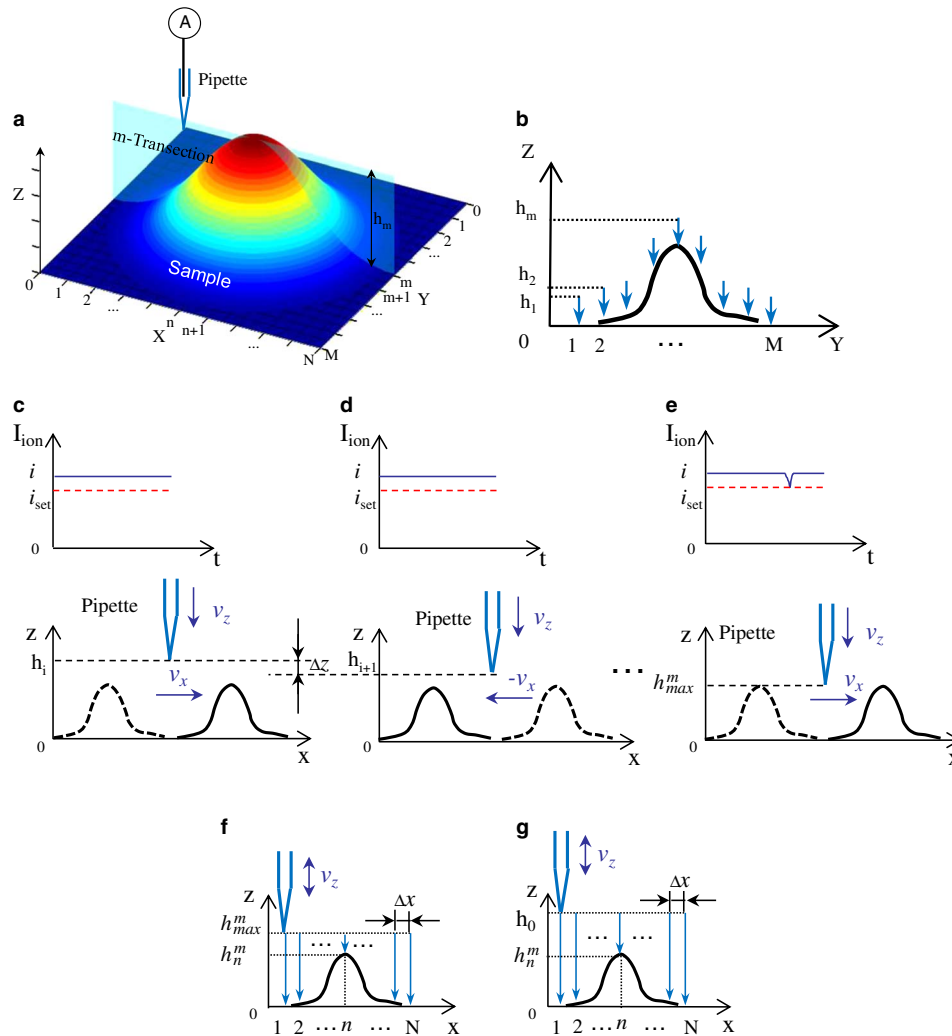 A
Pipette
a
m-Transection
Z
h_m
Sample
0
1
2
...
X
n
n+1
...
N
M
Y
m+1
m
...
2
1
0
b
Z
h_m
h_2
h_1
0
1 2 ... M Y
c
I_ion
i
i_set
0
t
Pipette
v_z
z
h_i
v_x
Δz
0
x
d
I_ion
i
i_set
0
t
Pipette
v_z
z
h_{i+1}
-v_x
0
x
...
e
I_ion
i
i_set
0
t
Pipette
v_z
z
h^m_max
v_x
0
x
f
v_z
z
Δx
h^m_max
... ...
h^m_n
0
1 2 ... n ... N x
g
v_z
z
Δx
h_0
... ...
h^m_n
0
1 2 ... n ... N x